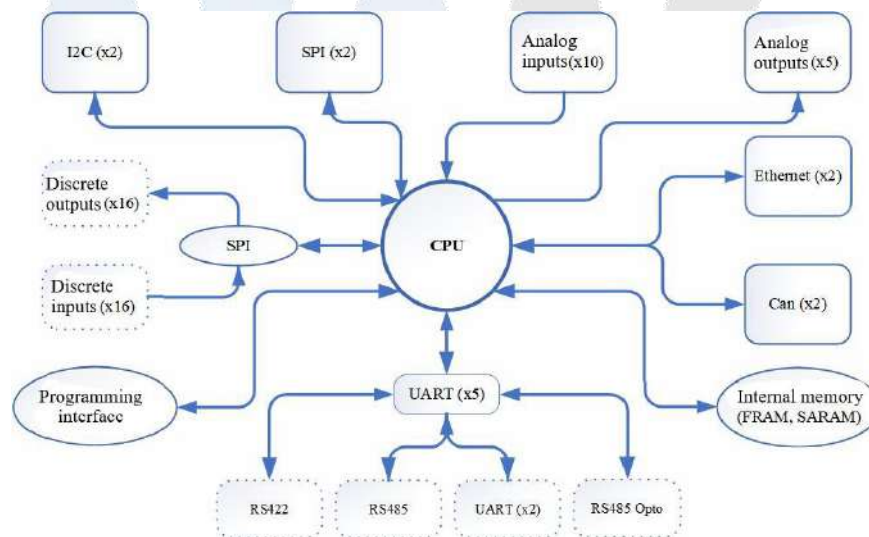 I2C (x2)
SPI (x2)
Analog
inputs(x10)
Analog
outputs (x5)
Discrete
outputs (x16)
Ethernet (x2)
SPI
CPU
Discrete
inputs (x16)
Can (x2)
Programming
interface
UART (x5)
Internal memory
(FRAM, SARAM)
RS422
RS485
UART (x2)
RS485 Opto